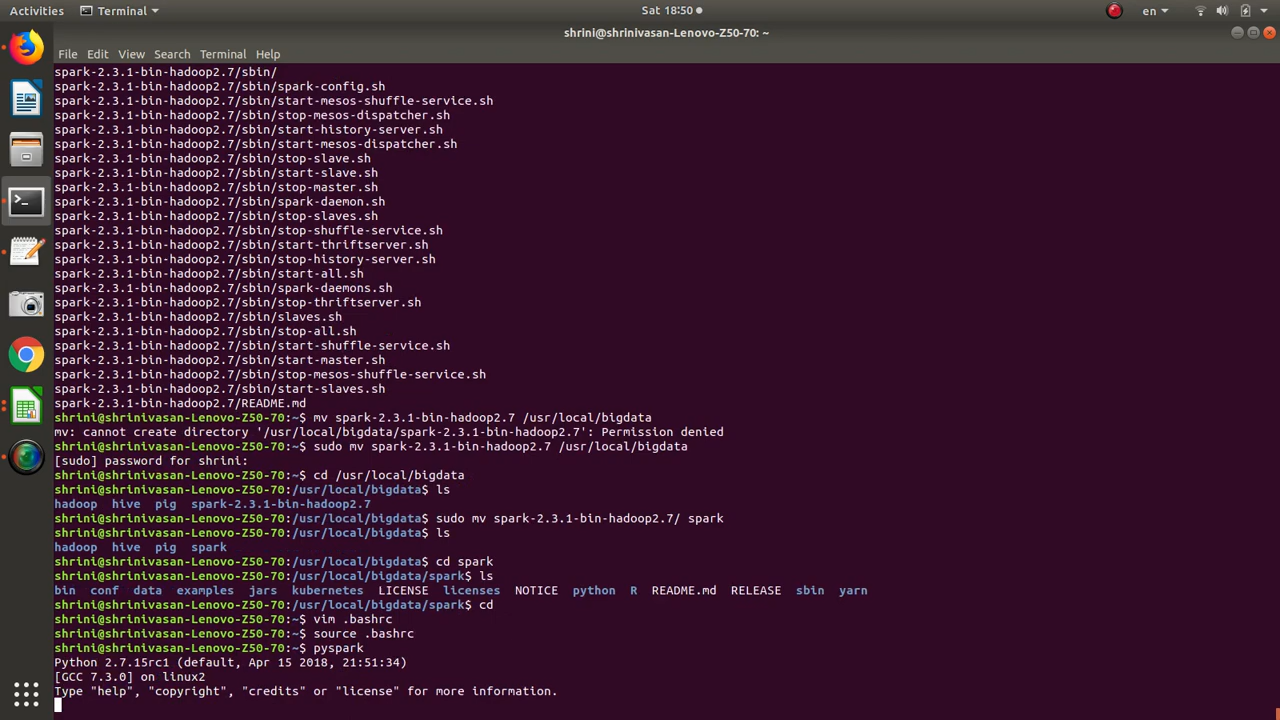 Activities Terminal Sat 18:50 en
shrini@shrinivasan-Lenovo-Z50-70: ~
File Edit View Search Terminal Help
spark-2.3.1-bin-hadoop2.7/sbin/
spark-2.3.1-bin-hadoop2.7/sbin/spark-config.sh
spark-2.3.1-bin-hadoop2.7/sbin/start-mesos-shuffle-service.sh
spark-2.3.1-bin-hadoop2.7/sbin/stop-mesos-dispatcher.sh
spark-2.3.1-bin-hadoop2.7/sbin/start-history-server.sh
spark-2.3.1-bin-hadoop2.7/sbin/start-mesos-dispatcher.sh
spark-2.3.1-bin-hadoop2.7/sbin/stop-slave.sh
spark-2.3.1-bin-hadoop2.7/sbin/start-slave.sh
spark-2.3.1-bin-hadoop2.7/sbin/stop-master.sh
spark-2.3.1-bin-hadoop2.7/sbin/spark-daemon.sh
spark-2.3.1-bin-hadoop2.7/sbin/stop-slaves.sh
spark-2.3.1-bin-hadoop2.7/sbin/stop-shuffle-service.sh
spark-2.3.1-bin-hadoop2.7/sbin/start-thriftserver.sh
spark-2.3.1-bin-hadoop2.7/sbin/stop-history-server.sh
spark-2.3.1-bin-hadoop2.7/sbin/start-all.sh
spark-2.3.1-bin-hadoop2.7/sbin/spark-daemons.sh
spark-2.3.1-bin-hadoop2.7/sbin/stop-thriftserver.sh
spark-2.3.1-bin-hadoop2.7/sbin/slaves.sh
spark-2.3.1-bin-hadoop2.7/sbin/stop-all.sh
spark-2.3.1-bin-hadoop2.7/sbin/start-shuffle-service.sh
spark-2.3.1-bin-hadoop2.7/sbin/start-master.sh
spark-2.3.1-bin-hadoop2.7/sbin/stop-mesos-shuffle-service.sh
spark-2.3.1-bin-hadoop2.7/sbin/start-slaves.sh
spark-2.3.1-bin-hadoop2.7/README.md
shrini@shrinivasan-Lenovo-Z50-70:~$ mv spark-2.3.1-bin-hadoop2.7 /usr/local/bigdata
mv: cannot create directory '/usr/local/bigdata/spark-2.3.1-bin-hadoop2.7': Permission denied
shrini@shrinivasan-Lenovo-Z50-70:~$ sudo mv spark-2.3.1-bin-hadoop2.7 /usr/local/bigdata
[sudo] password for shrini:
shrini@shrinivasan-Lenovo-Z50-70:~$ cd /usr/local/bigdata
shrini@shrinivasan-Lenovo-Z50-70:/usr/local/bigdata$ ls
hadoop hive pig spark-2.3.1-bin-hadoop2.7
shrini@shrinivasan-Lenovo-Z50-70:/usr/local/bigdata$ sudo mv spark-2.3.1-bin-hadoop2.7/ spark
shrini@shrinivasan-Lenovo-Z50-70:/usr/local/bigdata$ ls
hadoop hive pig spark
shrini@shrinivasan-Lenovo-Z50-70:/usr/local/bigdata$ cd spark
shrini@shrinivasan-Lenovo-Z50-70:/usr/local/bigdata/spark$ ls
bin conf data examples jars kubernetes LICENSE licenses NOTICE python R README.md RELEASE sbin yarn
shrini@shrinivasan-Lenovo-Z50-70:/usr/local/bigdata/spark$ cd
shrini@shrinivasan-Lenovo-Z50-70:~$ vim .bashrc
shrini@shrinivasan-Lenovo-Z50-70:~$ source .bashrc
shrini@shrinivasan-Lenovo-Z50-70:~$ pyspark
Python 2.7.15rc1 (default, Apr 15 2018, 21:51:34)
[GCC 7.3.0] on linux2
Type "help", "copyright", "credits" or "license" for more information.